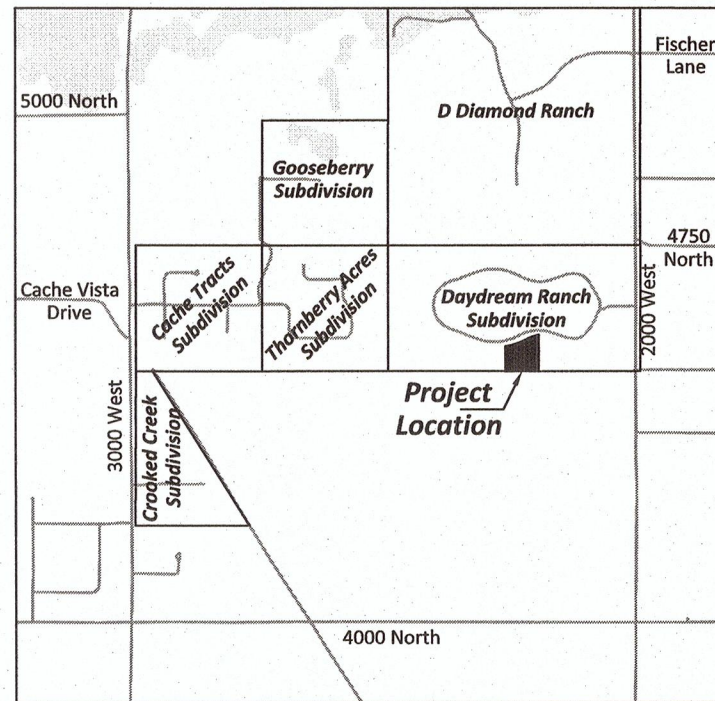 5000 North
Fischer
Lane
D Diamond Ranch
Gooseberry
Subdivision
4750
North
Cache Vista
Drive
Cache Tracts
Subdivision
Thornberry Acres
Subdivision
Daydream Ranch
Subdivision
2000 West
Project
Location
3000 West
Crooked Creek
Subdivision
4000 North